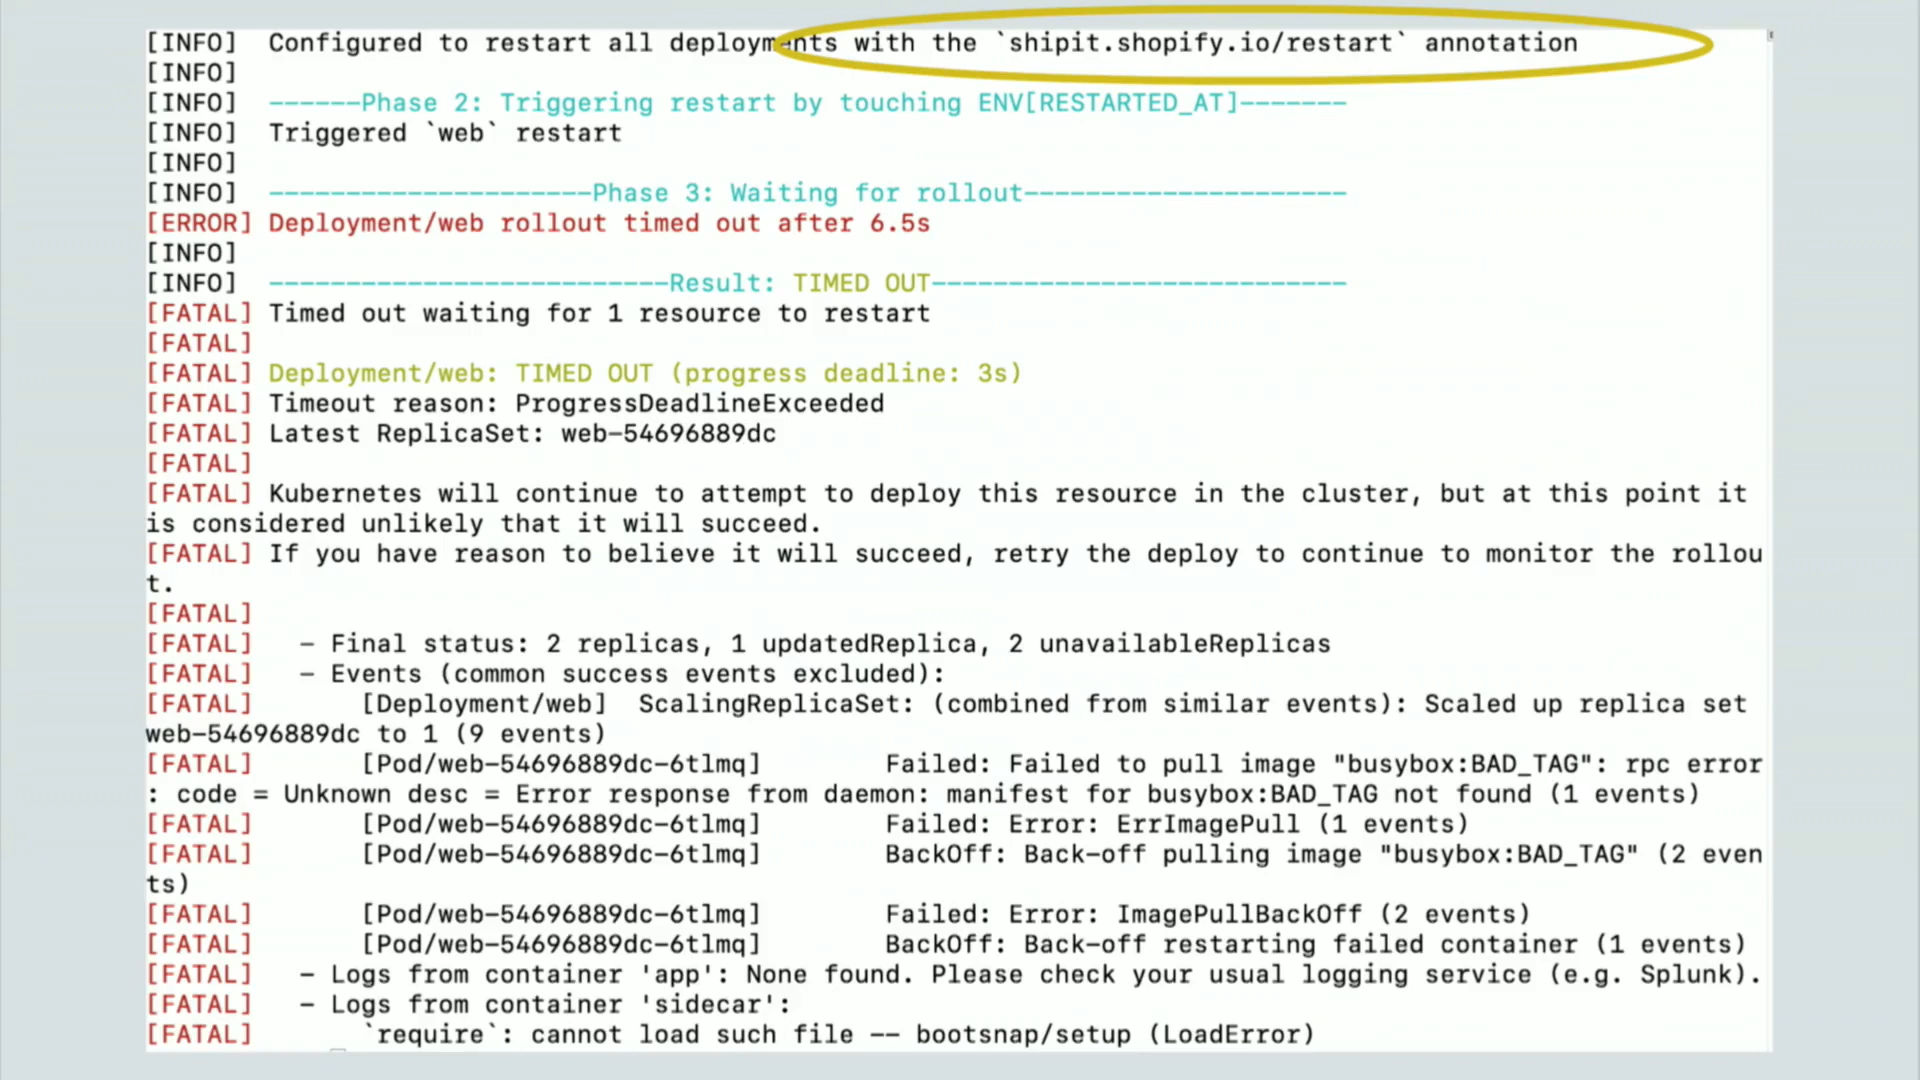 [INFO] Configured to restart all deployments with the `shipit.shopify.io/restart` annotation
[INFO]
[INFO] ------Phase 2: Triggering restart by touching ENV[RESTARTED_AT]-------
[INFO] Triggered `web` restart
[INFO]
[INFO] ---------------------Phase 3: Waiting for rollout---------------------
[ERROR] Deployment/web rollout timed out after 6.5s
[INFO]
[INFO] --------------------------Result: TIMED OUT---------------------------
[FATAL] Timed out waiting for 1 resource to restart
[FATAL]
[FATAL] Deployment/web: TIMED OUT (progress deadline: 3s)
[FATAL] Timeout reason: ProgressDeadlineExceeded
[FATAL] Latest ReplicaSet: web-54696889dc
[FATAL]
[FATAL] Kubernetes will continue to attempt to deploy this resource in the cluster, but at this point it
is considered unlikely that it will succeed.
[FATAL] If you have reason to believe it will succeed, retry the deploy to continue to monitor the rollou
t.
[FATAL]
[FATAL] - Final status: 2 replicas, 1 updatedReplica, 2 unavailableReplicas
[FATAL] - Events (common success events excluded):
[FATAL] [Deployment/web] ScalingReplicaSet: (combined from similar events): Scaled up replica set
web-54696889dc to 1 (9 events)
[FATAL] [Pod/web-54696889dc-6tlmq] Failed: Failed to pull image "busybox:BAD_TAG": rpc error
: code = Unknown desc = Error response from daemon: manifest for busybox:BAD_TAG not found (1 events)
[FATAL] [Pod/web-54696889dc-6tlmq] Failed: Error: ErrImagePull (1 events)
[FATAL] [Pod/web-54696889dc-6tlmq] BackOff: Back-off pulling image "busybox:BAD_TAG" (2 even
ts)
[FATAL] [Pod/web-54696889dc-6tlmq] Failed: Error: ImagePullBackOff (2 events)
[FATAL] [Pod/web-54696889dc-6tlmq] BackOff: Back-off restarting failed container (1 events)
[FATAL] - Logs from container 'app': None found. Please check your usual logging service (e.g. Splunk).
[FATAL] - Logs from container 'sidecar':
[FATAL] `require`: cannot load such file -- bootsnap/setup (LoadError)